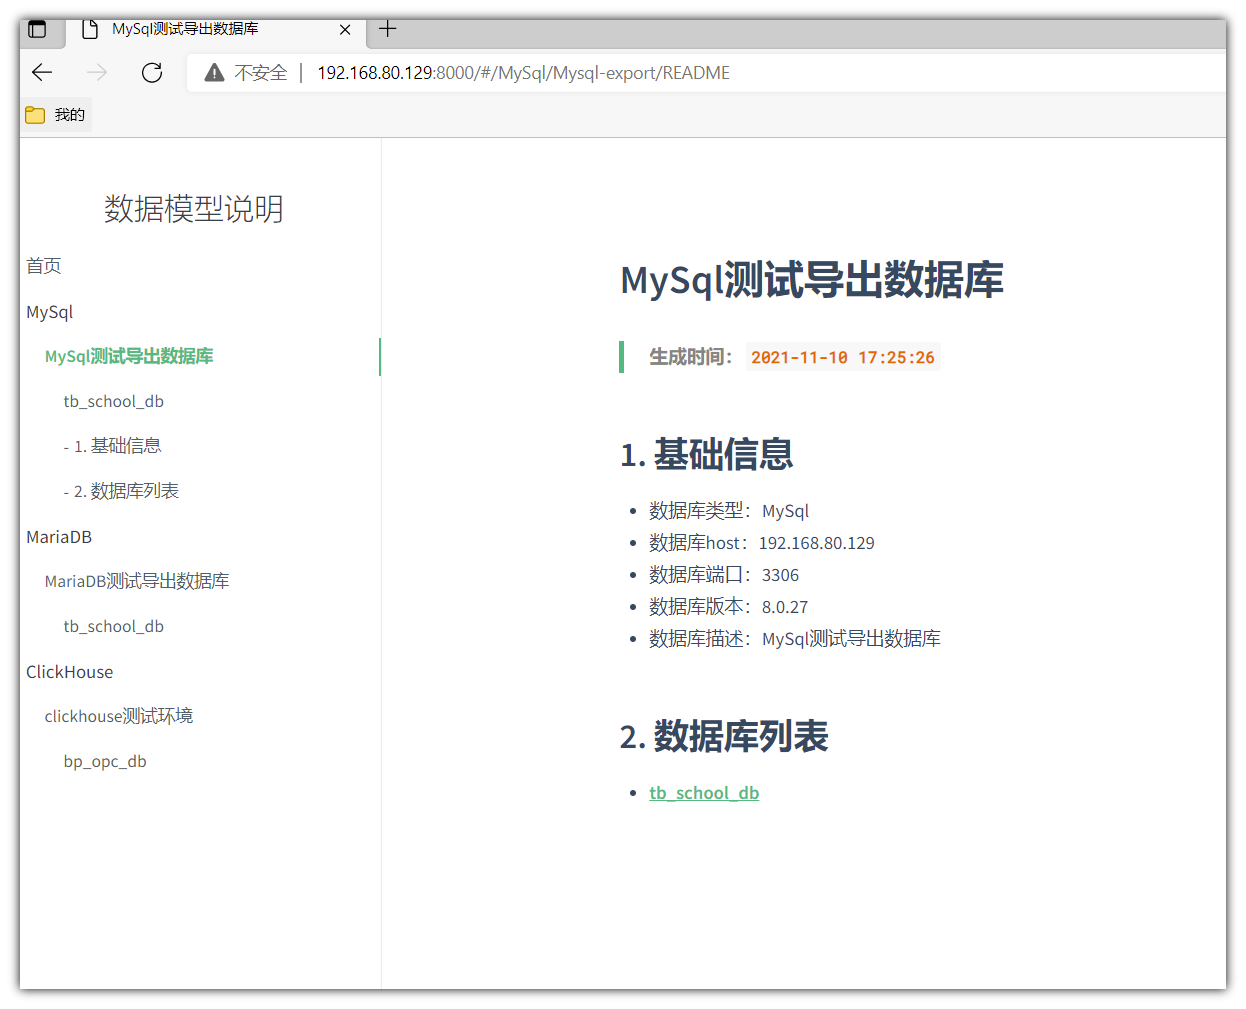 MySql测试导出数据库
不安全 | 192.168.80.129:8000/#/MySql/Mysql-export/README
我的
数据模型说明
首页
MySql
MySql测试导出数据库
tb_school_db
- 1. 基础信息
- 2. 数据库列表
MariaDB
MariaDB测试导出数据库
tb_school_db
ClickHouse
clickhouse测试环境
bp_opc_db
MySql测试导出数据库
生成时间： 2021-11-10 17:25:26
1. 基础信息
• 数据库类型：MySql
• 数据库host：192.168.80.129
• 数据库端口：3306
• 数据库版本：8.0.27
• 数据库描述：MySql测试导出数据库
2. 数据库列表
• tb_school_db